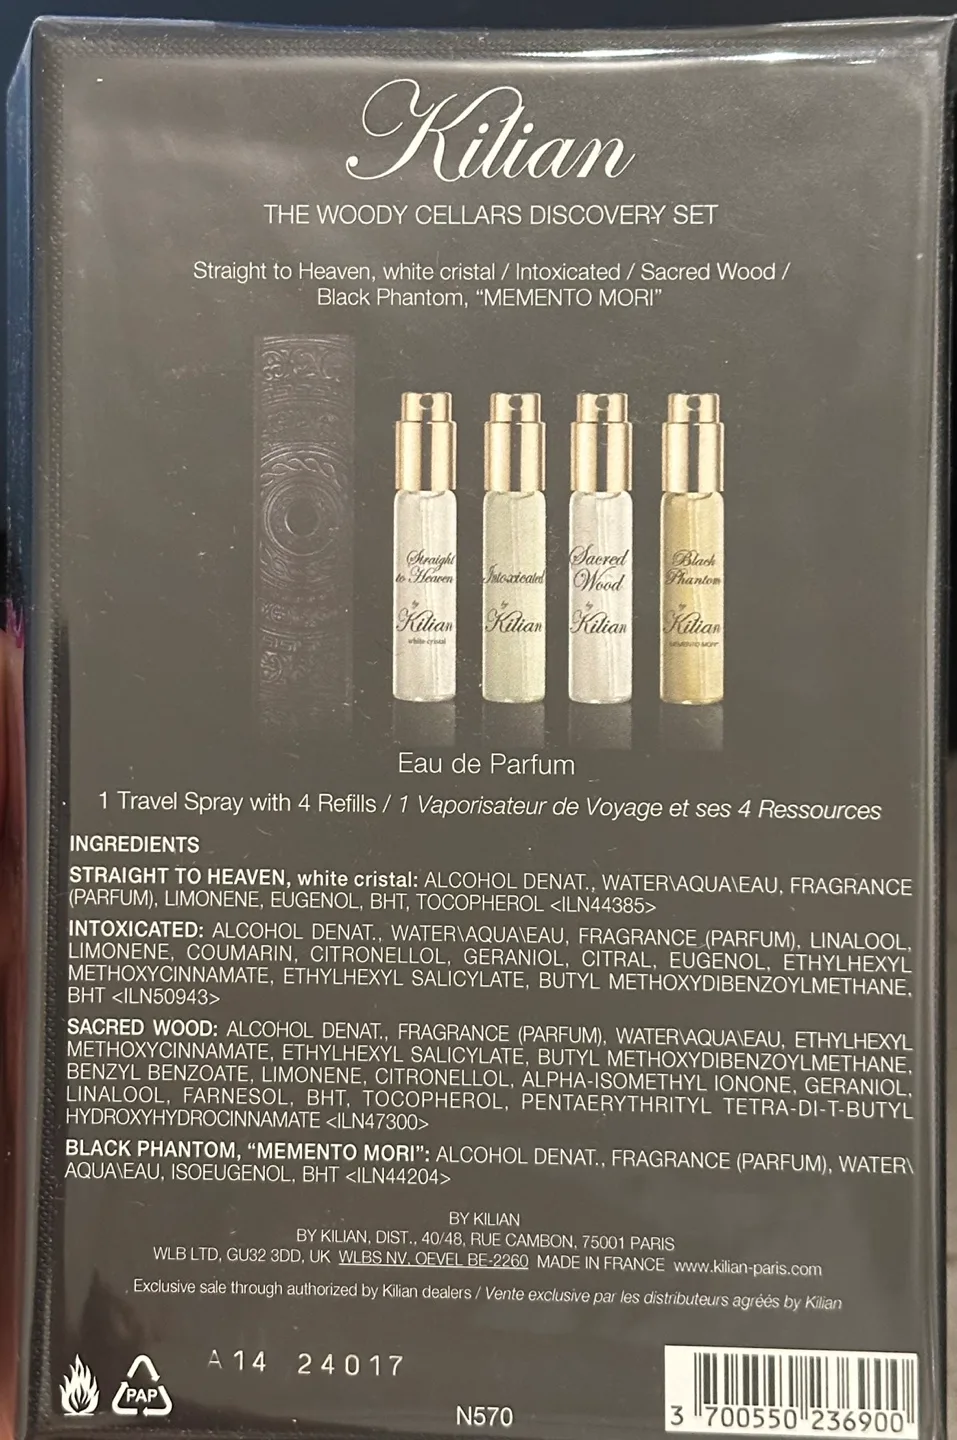 Kilian
THE WOODY CELLARS DISCOVERY SET
Straight to Heaven, white cristal / Intoxicated / Sacred Wood /
Black Phantom, “MEMENTO MORI”
Straight
to Heaven
by
Kilian
white cristal
Intoxicated
by
Kilian
Sacred
Wood
by
Kilian
Black
Phantom
by
Kilian
"MEMENTO MORI"
Eau de Parfum
1 Travel Spray with 4 Refills / 1 Vaporisateur de Voyage et ses 4 Ressources
INGREDIENTS
STRAIGHT TO HEAVEN, white cristal: ALCOHOL DENAT., WATER\AQUA\EAU, FRAGRANCE
(PARFUM), LIMONENE, EUGENOL, BHT, TOCOPHEROL <ILN44385>
INTOXICATED: ALCOHOL DENAT., WATER\AQUA\EAU, FRAGRANCE (PARFUM), LINALOOL,
LIMONENE, COUMARIN, CITRONELLOL, GERANIOL, CITRAL, EUGENOL, ETHYLHEXYL
METHOXYCINNAMATE, ETHYLHEXYL SALICYLATE, BUTYL METHOXYDIBENZOYLMETHANE,
BHT <ILN50943>
SACRED WOOD: ALCOHOL DENAT., FRAGRANCE (PARFUM), WATER\AQUA\EAU, ETHYLHEXYL
METHOXYCINNAMATE, ETHYLHEXYL SALICYLATE, BUTYL METHOXYDIBENZOYLMETHANE,
BENZYL BENZOATE, LIMONENE, CITRONELLOL, ALPHA-ISOMETHYL IONONE, GERANIOL,
LINALOOL, FARNESOL, BHT, TOCOPHEROL, PENTAERYTHRITYL TETRA-DI-T-BUTYL
HYDROXYHYDROCINNAMATE <ILN47300>
BLACK PHANTOM, “MEMENTO MORI”: ALCOHOL DENAT., FRAGRANCE (PARFUM), WATER\
AQUA\EAU, ISOEUGENOL, BHT <ILN44204>
BY KILIAN
BY KILIAN, DIST., 40/48, RUE CAMBON, 75001 PARIS
WLB LTD, GU32 3DD, UK WLBS NV, OEVEL BE-2260 MADE IN FRANCE www.kilian-paris.com
Exclusive sale through authorized by Kilian dealers / Vente exclusive par les distributeurs agréés by Kilian
A14 24017
PAP
N570
3 700550 236900